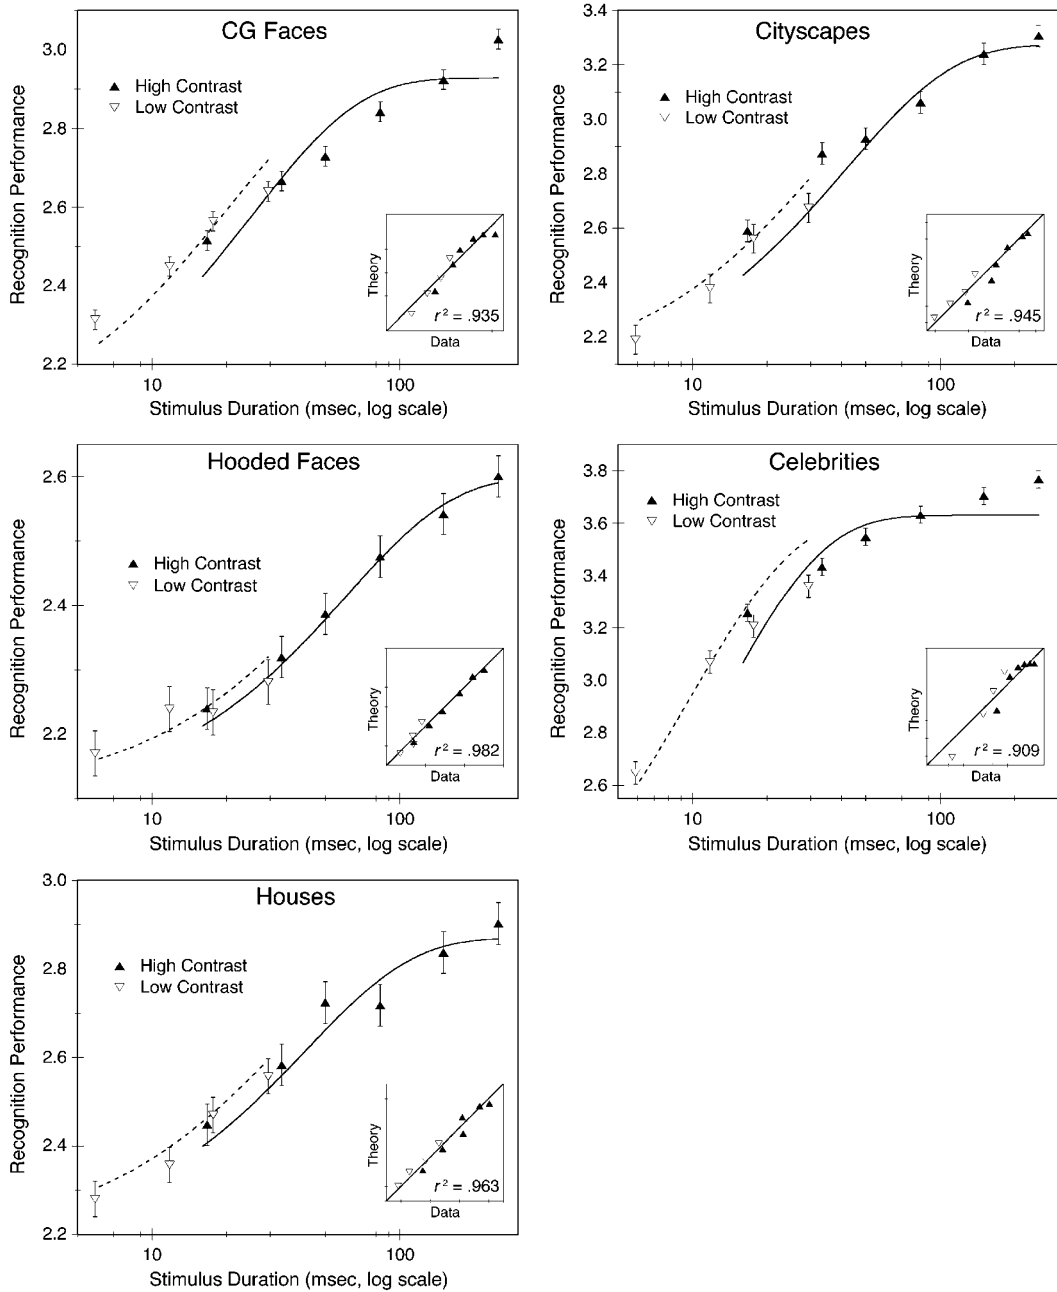 CG Faces
3.0
2.8
2.6
2.4
2.2
Recognition Performance
High Contrast
Low Contrast
Theory
r² = .935
Data
10
100
Stimulus Duration (msec, log scale)
Cityscapes
3.4
3.2
3.0
2.8
2.6
2.4
2.2
Recognition Performance
High Contrast
Low Contrast
Theory
r² = .945
Data
10
100
Stimulus Duration (msec, log scale)
Hooded Faces
2.6
2.4
2.2
Recognition Performance
High Contrast
Low Contrast
Theory
r² = .982
Data
10
100
Stimulus Duration (msec, log scale)
Celebrities
3.8
3.6
3.4
3.2
3.0
2.8
2.6
Recognition Performance
High Contrast
Low Contrast
Theory
r² = .909
Data
10
100
Stimulus Duration (msec, log scale)
Houses
3.0
2.8
2.6
2.4
2.2
Recognition Performance
High Contrast
Low Contrast
Theory
r² = .963
Data
10
100
Stimulus Duration (msec, log scale)